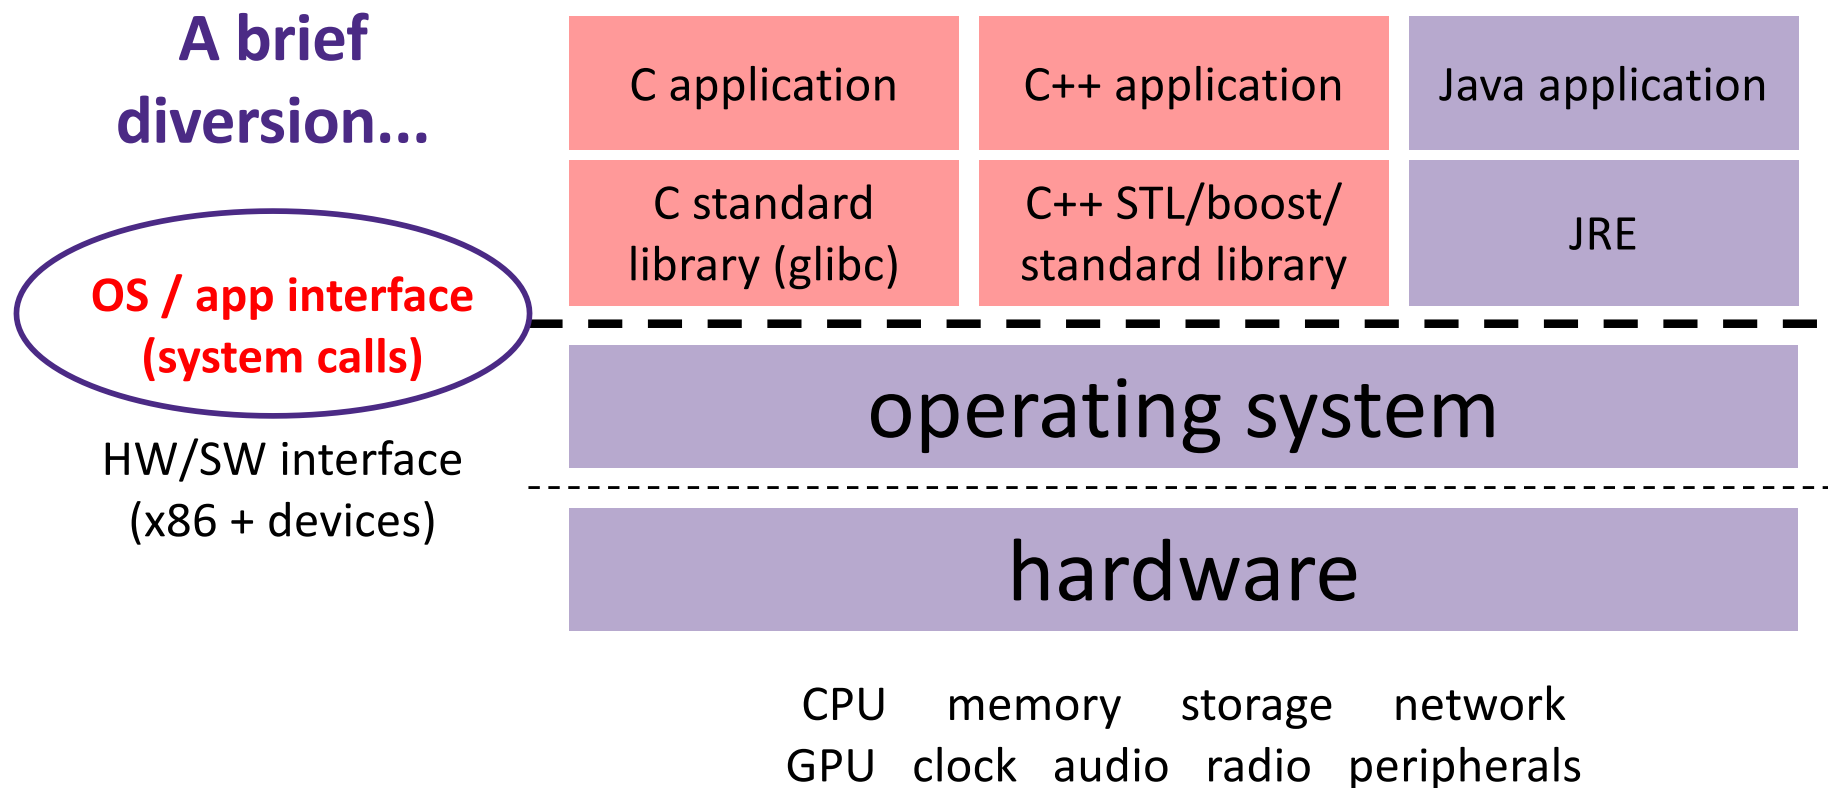 A brief
diversion...
C application
C++ application
Java application
C standard
library (glibc)
C++ STL/boost/
standard library
JRE
OS / app interface
(system calls)
operating system
HW/SW interface
(x86 + devices)
hardware
CPU memory storage network
GPU clock audio radio peripherals